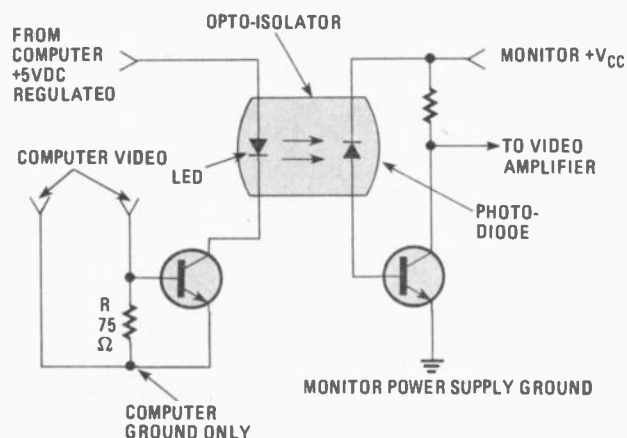 OPTO-ISOLATOR
FROM
COMPUTER
+5VDC
REGULATED
MONITOR +VCC
COMPUTER VIDEO
LED
TO VIDEO
AMPLIFIER
PHOTO-
DIODE
R
75
Ω
MONITOR POWER SUPPLY GROUND
COMPUTER
GROUND ONLY